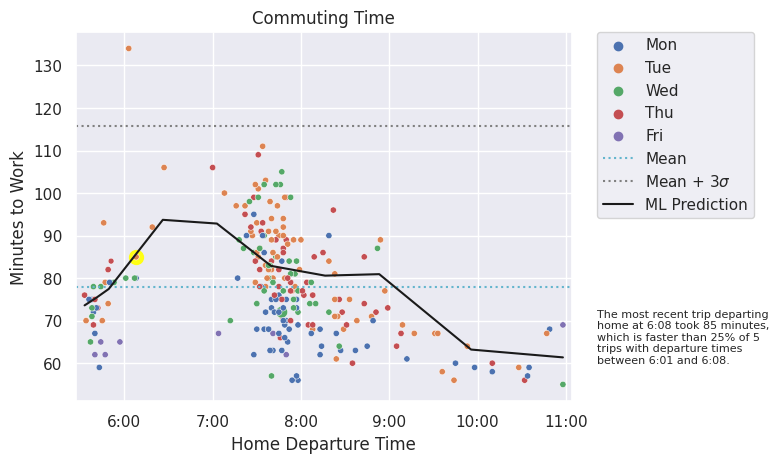 Commuting Time
Minutes to Work
130
120
110
100
90
80
70
60
6:00 7:00 8:00 9:00 10:00 11:00
Home Departure Time
Mon
Tue
Wed
Thu
Fri
Mean
Mean + 3σ
ML Prediction
The most recent trip departing
home at 6:08 took 85 minutes,
which is faster than 25% of 5
trips with departure times
between 6:01 and 6:08.